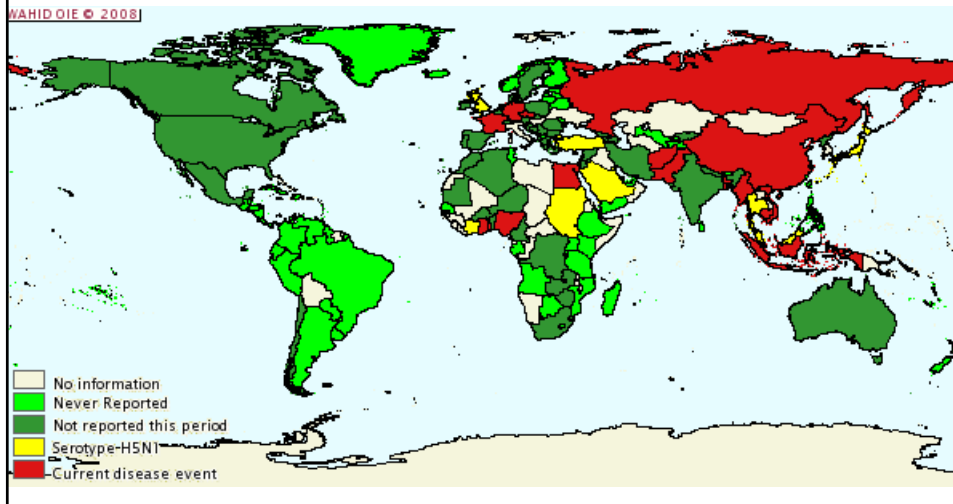 WAHID OIE © 2008
No information
Never Reported
Not reported this period
Serotype-H5N1
Current disease event